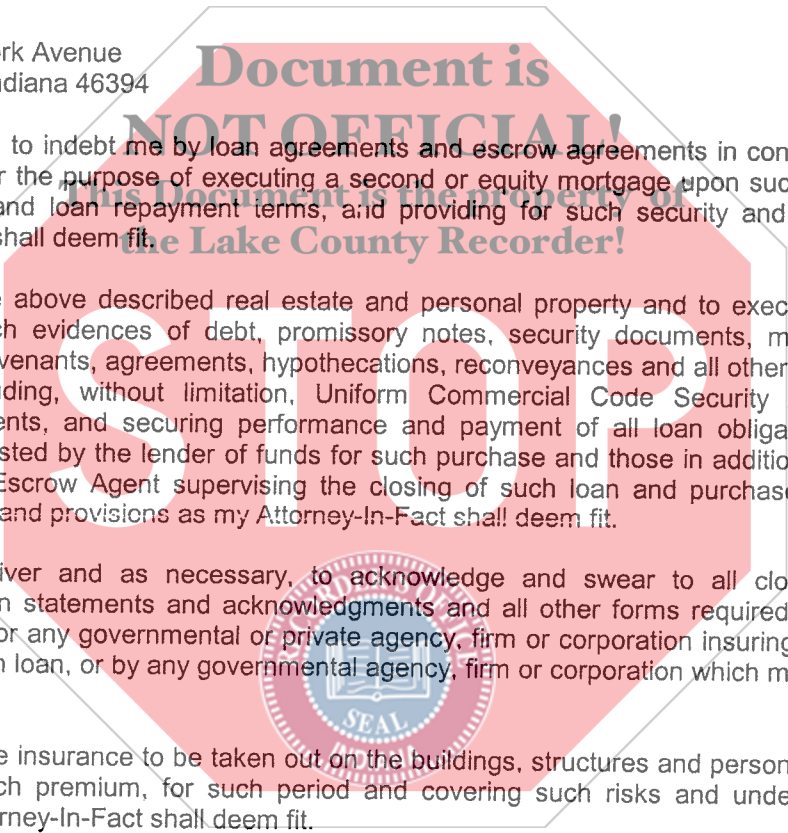 rk Avenue
ndiana 46394
Document is
NOT OFFICIAL!
This Document is the property of
the Lake County Recorder!
to indebt me by loan agreements and escrow agreements in con
r the purpose of executing a second or equity mortgage upon suc
and loan repayment terms, and providing for such security and
shall deem fit.
e above described real estate and personal property and to exec
ch evidences of debt, promissory notes, security documents, m
venants, agreements, hypothecations, reconveyances and all other
ding, without limitation, Uniform Commercial Code Security
ents, and securing performance and payment of all loan obliga
sted by the lender of funds for such purchase and those in additio
Escrow Agent supervising the closing of such loan and purchase
and provisions as my Attorney-In-Fact shall deem fit.
STOP
iver and as necessary, to acknowledge and swear to all clo
n statements and acknowledgments and all other forms required
or any governmental or private agency, firm or corporation insuring
n loan, or by any governmental agency, firm or corporation which m
RECORDER'S OFFICE
SEAL
INDIANA
e insurance to be taken out on the buildings, structures and person
ch premium, for such period and covering such risks and unde
rney-In-Fact shall deem fit.